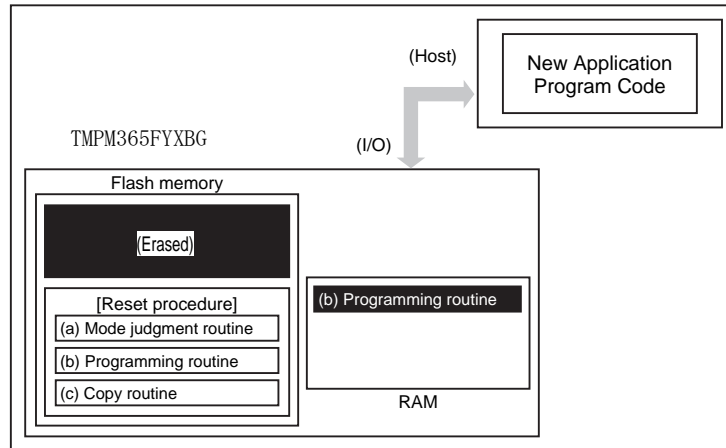 (Host)
New Application
Program Code
TMPM365FYXBG
(I/O)
Flash memory
(Erased)
[Reset procedure]
(a) Mode judgment routine
(b) Programming routine
(c) Copy routine
(b) Programming routine
RAM